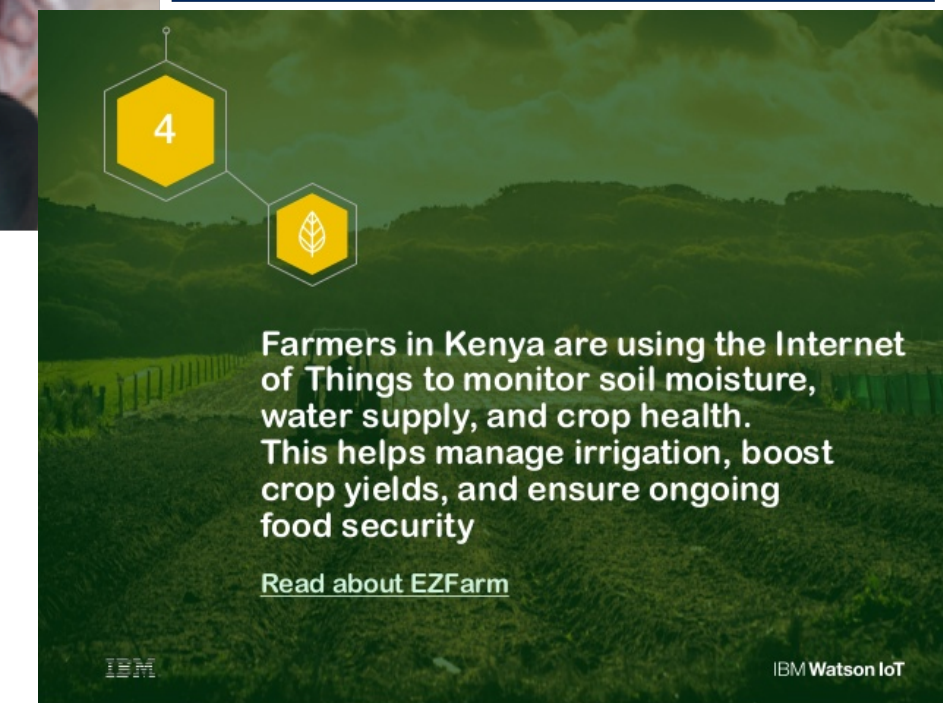 4
Farmers in Kenya are using the Internet
of Things to monitor soil moisture,
water supply, and crop health.
This helps manage irrigation, boost
crop yields, and ensure ongoing
food security
Read about EZFarm
IBM
IBM Watson IoT